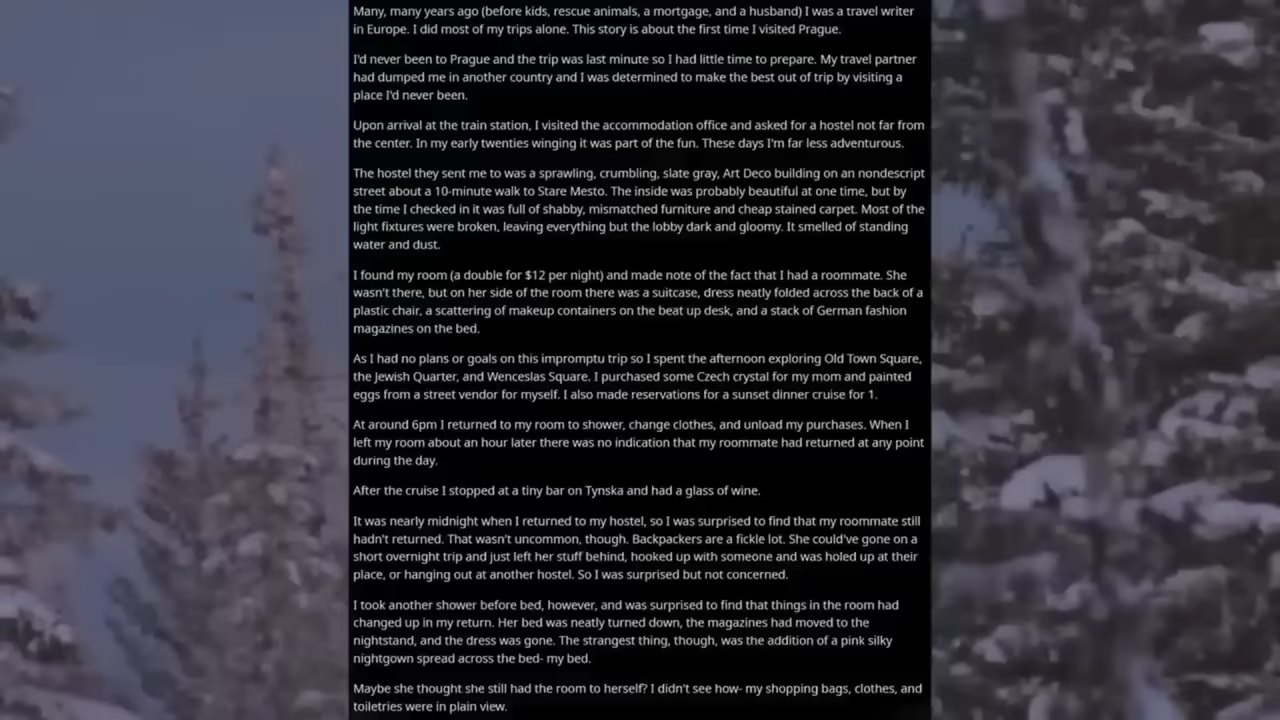 Many, many years ago (before kids, rescue animals, a mortgage, and a husband) I was a travel writer
in Europe. I did most of my trips alone. This story is about the first time I visited Prague.
I'd never been to Prague and the trip was last minute so I had little time to prepare. My travel partner
had dumped me in another country and I was determined to make the best out of trip by visiting a
place I'd never been.
Upon arrival at the train station, I visited the accommodation office and asked for a hostel not far from
the center. In my early twenties winging it was part of the fun. These days I'm far less adventurous.
The hostel they sent me to was a sprawling, crumbling, slate gray, Art Deco building on an nondescript
street about a 10-minute walk to Stare Mesto. The inside was probably beautiful at one time, but by
the time I checked in it was full of shabby, mismatched furniture and cheap stained carpet. Most of the
light fixtures were broken, leaving everything but the lobby dark and gloomy. It smelled of standing
water and dust.
I found my room (a double for $12 per night) and made note of the fact that I had a roommate. She
wasn't there, but on her side of the room there was a suitcase, dress neatly folded across the back of a
plastic chair, a scattering of makeup containers on the beat up desk, and a stack of German fashion
magazines on the bed.
As I had no plans or goals on this impromptu trip so I spent the afternoon exploring Old Town Square,
the Jewish Quarter, and Wenceslas Square. I purchased some Czech crystal for my mom and painted
eggs from a street vendor for myself. I also made reservations for a sunset dinner cruise for 1.
At around 6pm I returned to my room to shower, change clothes, and unload my purchases. When I
left my room about an hour later there was no indication that my roommate had returned at any point
during the day.
After the cruise I stopped at a tiny bar on Tynska and had a glass of wine.
It was nearly midnight when I returned to my hostel, so I was surprised to find that my roommate still
hadn't returned. That wasn't uncommon, though. Backpackers are a fickle lot. She could've gone on a
short overnight trip and just left her stuff behind, hooked up with someone and was holed up at their
place, or hanging out at another hostel. So I was surprised but not concerned.
I took another shower before bed, however, and was surprised to find that things in the room had
changed up in my return. Her bed was neatly turned down, the magazines had moved to the
nightstand, and the dress was gone. The strangest thing, though, was the addition of a pink silky
nightgown spread across the bed- my bed.
Maybe she thought she still had the room to herself? I didn't see how- my shopping bags, clothes, and
toiletries were in plain view.